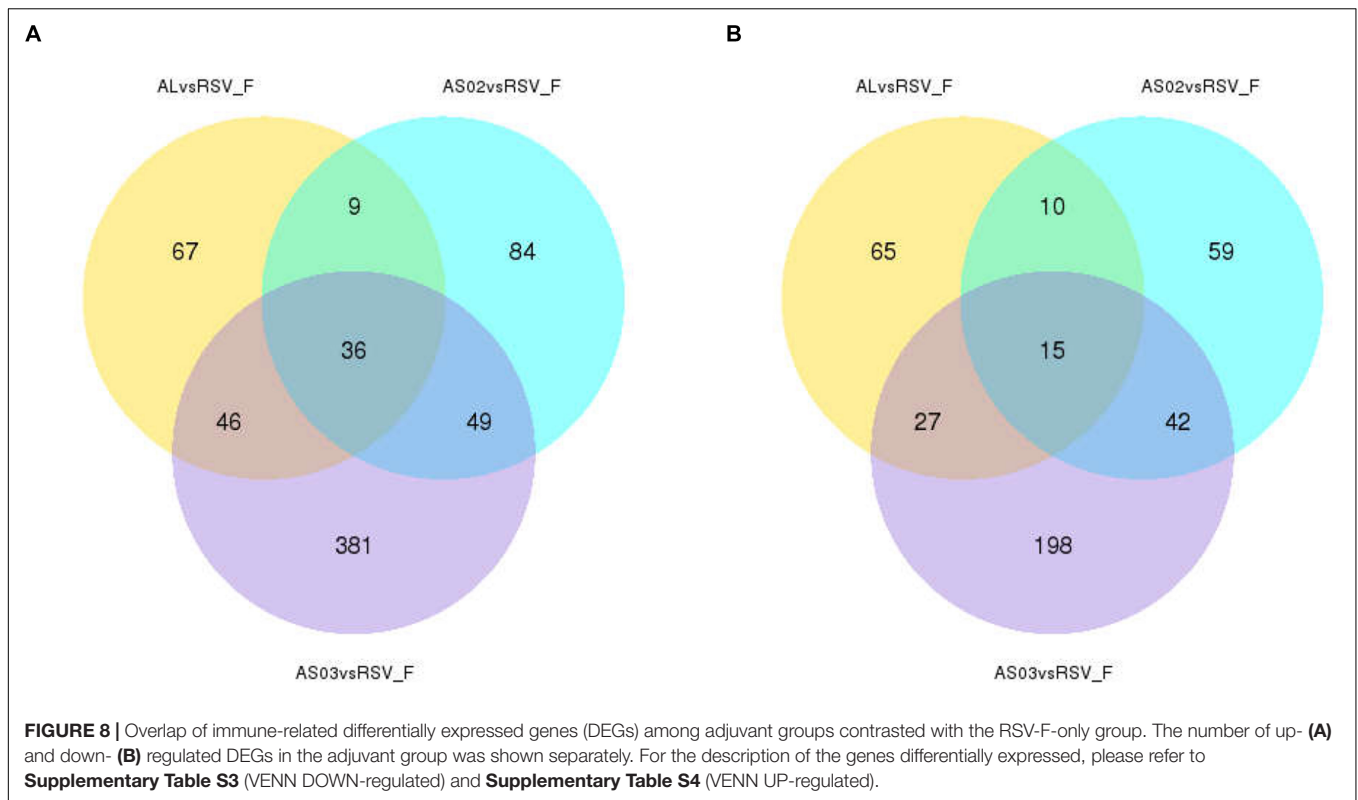 A
B
ALvsRSV_F
AS02vsRSV_F
ALvsRSV_F
AS02vsRSV_F
9
10
67
84
65
59
36
15
46
49
27
42
381
198
AS03vsRSV_F
AS03vsRSV_F
FIGURE 8 | Overlap of immune-related differentially expressed genes (DEGs) among adjuvant groups contrasted with the RSV-F-only group. The number of up- (A)
and down- (B) regulated DEGs in the adjuvant group was shown separately. For the description of the genes differentially expressed, please refer to
Supplementary Table S3 (VENN DOWN-regulated) and Supplementary Table S4 (VENN UP-regulated).